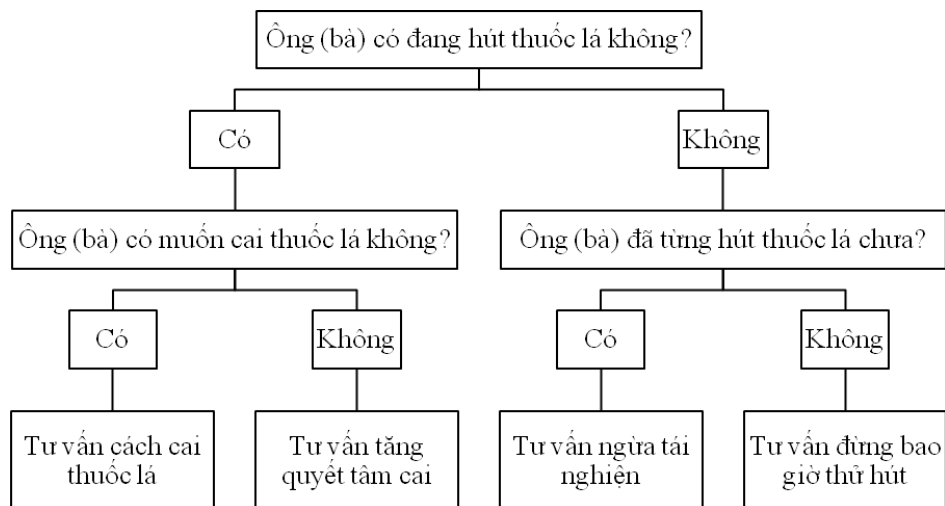 Ông (bà) có đang hút thuốc lá không?
Có
Không
Ông (bà) có muốn cai thuốc lá không?
Ông (bà) đã từng hút thuốc lá chưa?
Có
Không
Có
Không
Tư vấn cách cai
thuốc lá
Tư vấn tăng
quyết tâm cai
Tư vấn ngừa tái
nghiện
Tư vấn đừng bao
giờ thử hút